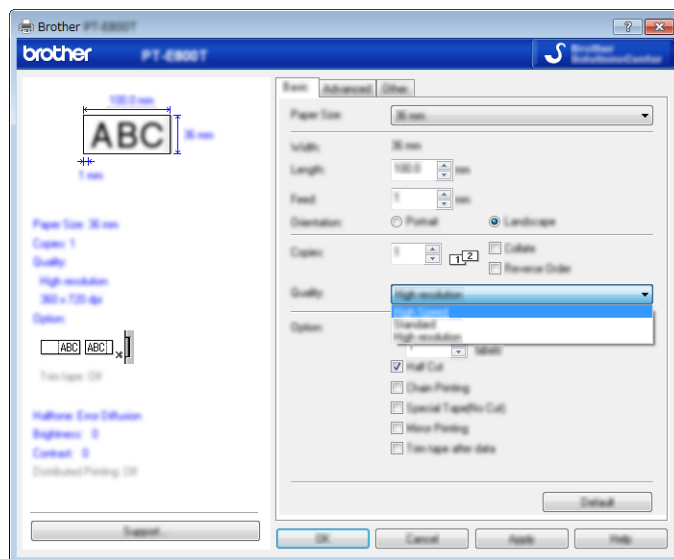 Brother PT-E800T
brother PT-E800T
Brother
SolutionsCenter
100.0 mm
ABC
36 mm
1 mm
Paper Size: 36 mm
Copies: 1
Quality:
High resolution
360 x 720 dpi
Option:
ABC ABC
Trim tape: Off
Halftone: Error Diffusion
Brightness: 0
Contrast: 0
Distributed Printing: Off
Support...
Basic Advanced Other
Paper Size: 36 mm
Width: 36 mm
Length: 100.0 mm
Feed: 1 mm
Orientation: Portrait Landscape
Copies: 1 1 2 Collate
Reverse Order
Quality: High resolution
High Speed
Standard
High resolution
Option:
labels
Half Cut
Chain Printing
Special Tape(No Cut)
Mirror Printing
Trim tape after data
Default
OK Cancel Apply Help